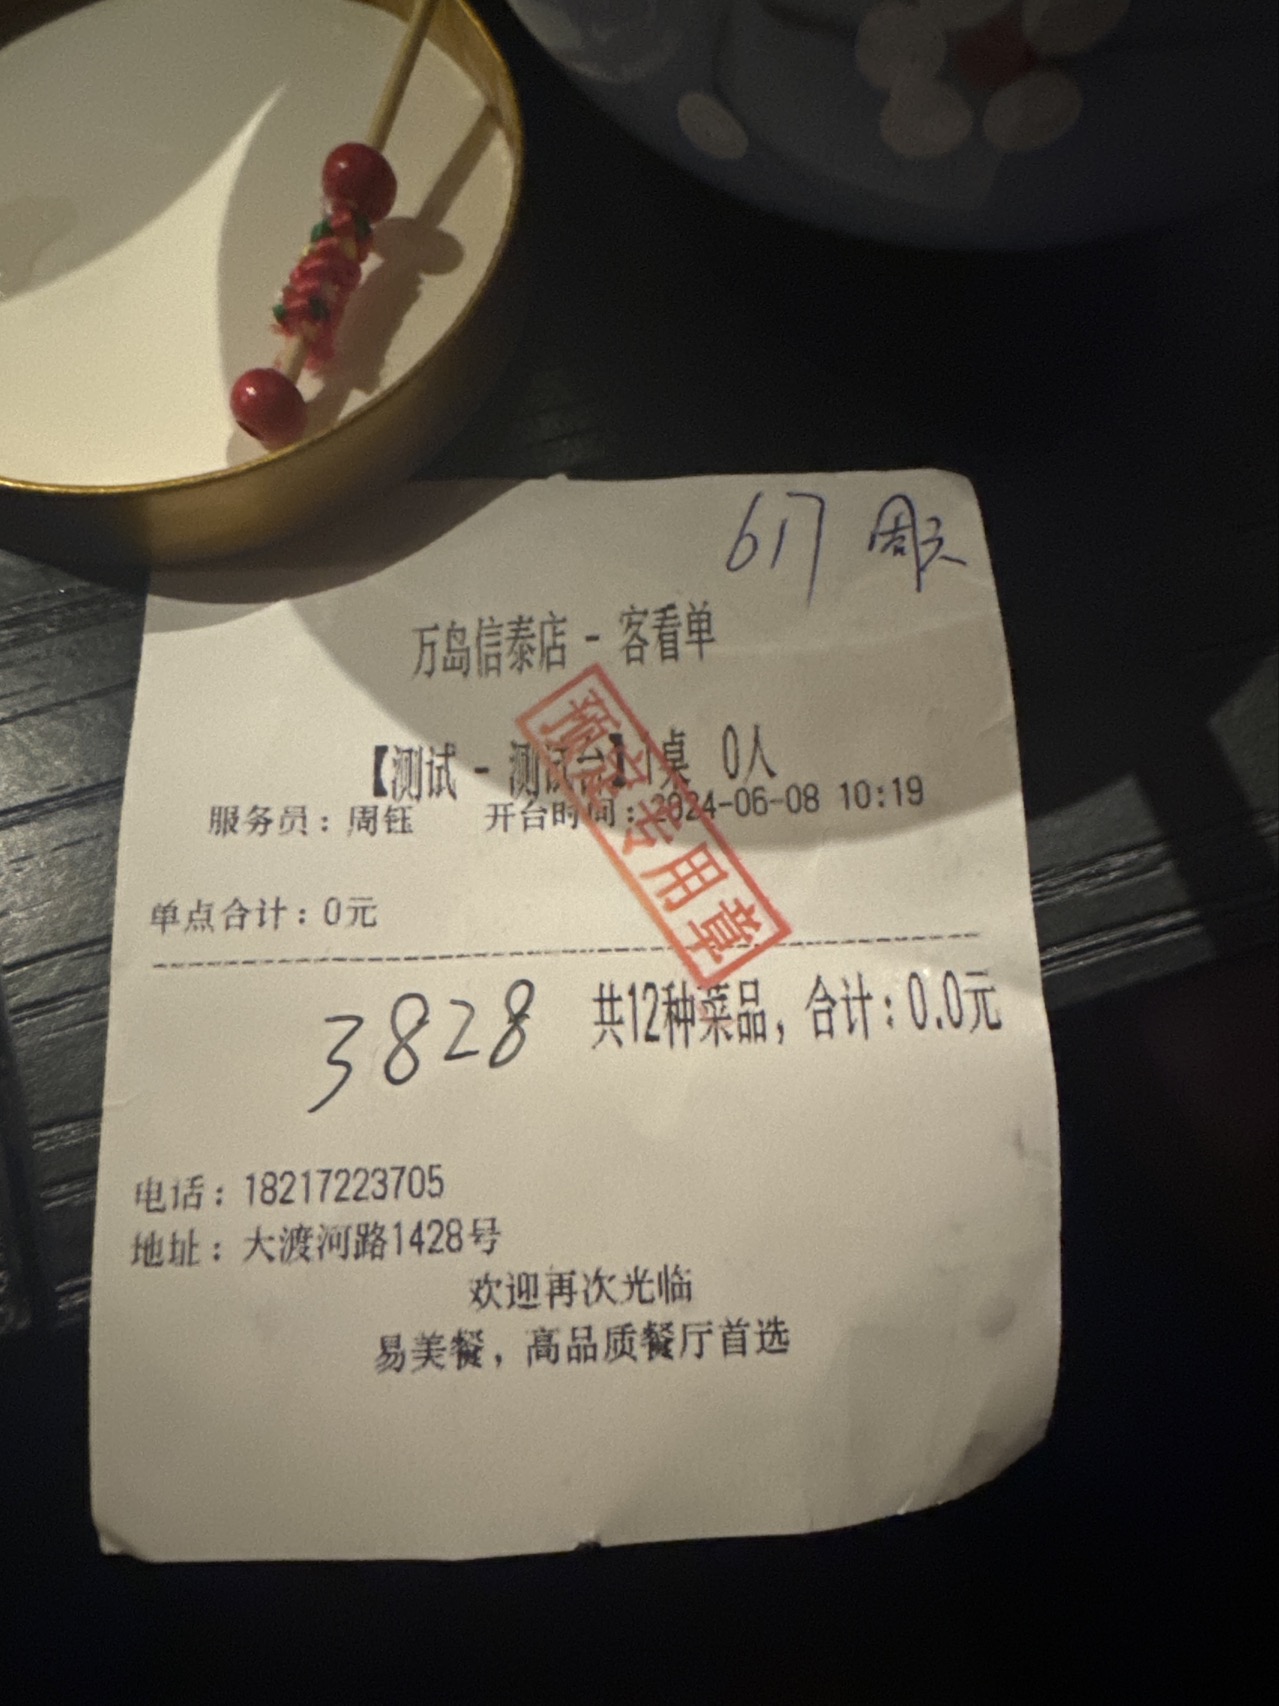 617 周天
万岛信泰店 - 客看单
【测试 - 测试台】1桌 0人
服务员：周钰 开台时间：2024-06-08 10:19
预定专用章
单点合计：0元
3828 共12种菜品，合计：0.0元
电话：18217223705
地址：大渡河路1428号
欢迎再次光临
易美餐，高品质餐厅首选